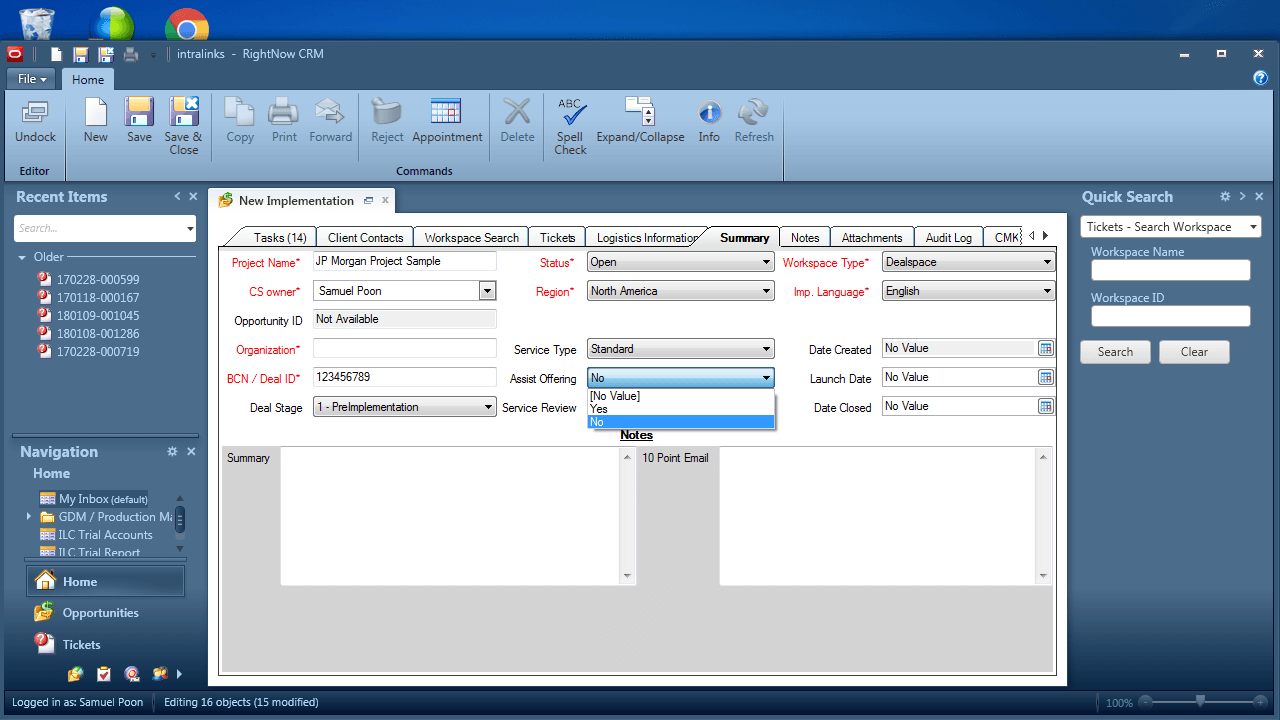 intralinks - RightNow CRM
File
Home
Undock
New
Save
Save & Close
Copy
Print
Forward
Reject
Appointment
Delete
ABC
Spell Check
Expand/Collapse
Info
Refresh
Editor
Commands
Recent Items
Search...
Older
170228-000599
170118-000167
180109-001045
180108-001286
170228-000719
Navigation
Home
My Inbox (default)
GDM / Production Ma
ILC Trial Accounts
ILC Trial Report
Home
Opportunities
Tickets
New Implementation
Tasks (14)
Client Contacts
Workspace Search
Tickets
Logistics Information
Summary
Notes
Attachments
Audit Log
CMK
Project Name* JP Morgan Project Sample
Status* Open
Workspace Type* Dealspace
CS owner* Samuel Poon
Region* North America
Imp. Language* English
Opportunity ID Not Available
Organization*
Service Type Standard
Date Created No Value
BCN / Deal ID* 123456789
Assist Offering No
Launch Date No Value
[No Value]
Yes
No
Deal Stage 1 - PreImplementation
Service Review
Date Closed No Value
Notes
Summary
10 Point Email
Quick Search
Tickets - Search Workspace
Workspace Name
Workspace ID
Search
Clear
Logged in as: Samuel Poon
Editing 16 objects (15 modified)
100%